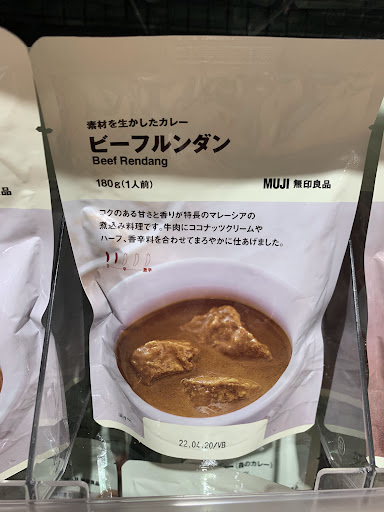 素材を生かしたカレー
ビーフルンダン
Beef Rendang
180g(1人前)
MUJI 無印良品
コクのある甘さと香りが特長のマレーシアの
煮込み料理です。牛肉にココナッツクリームや
ハーブ、香辛料を合わせてまろやかに仕あげました。
22.04.20/VB
品